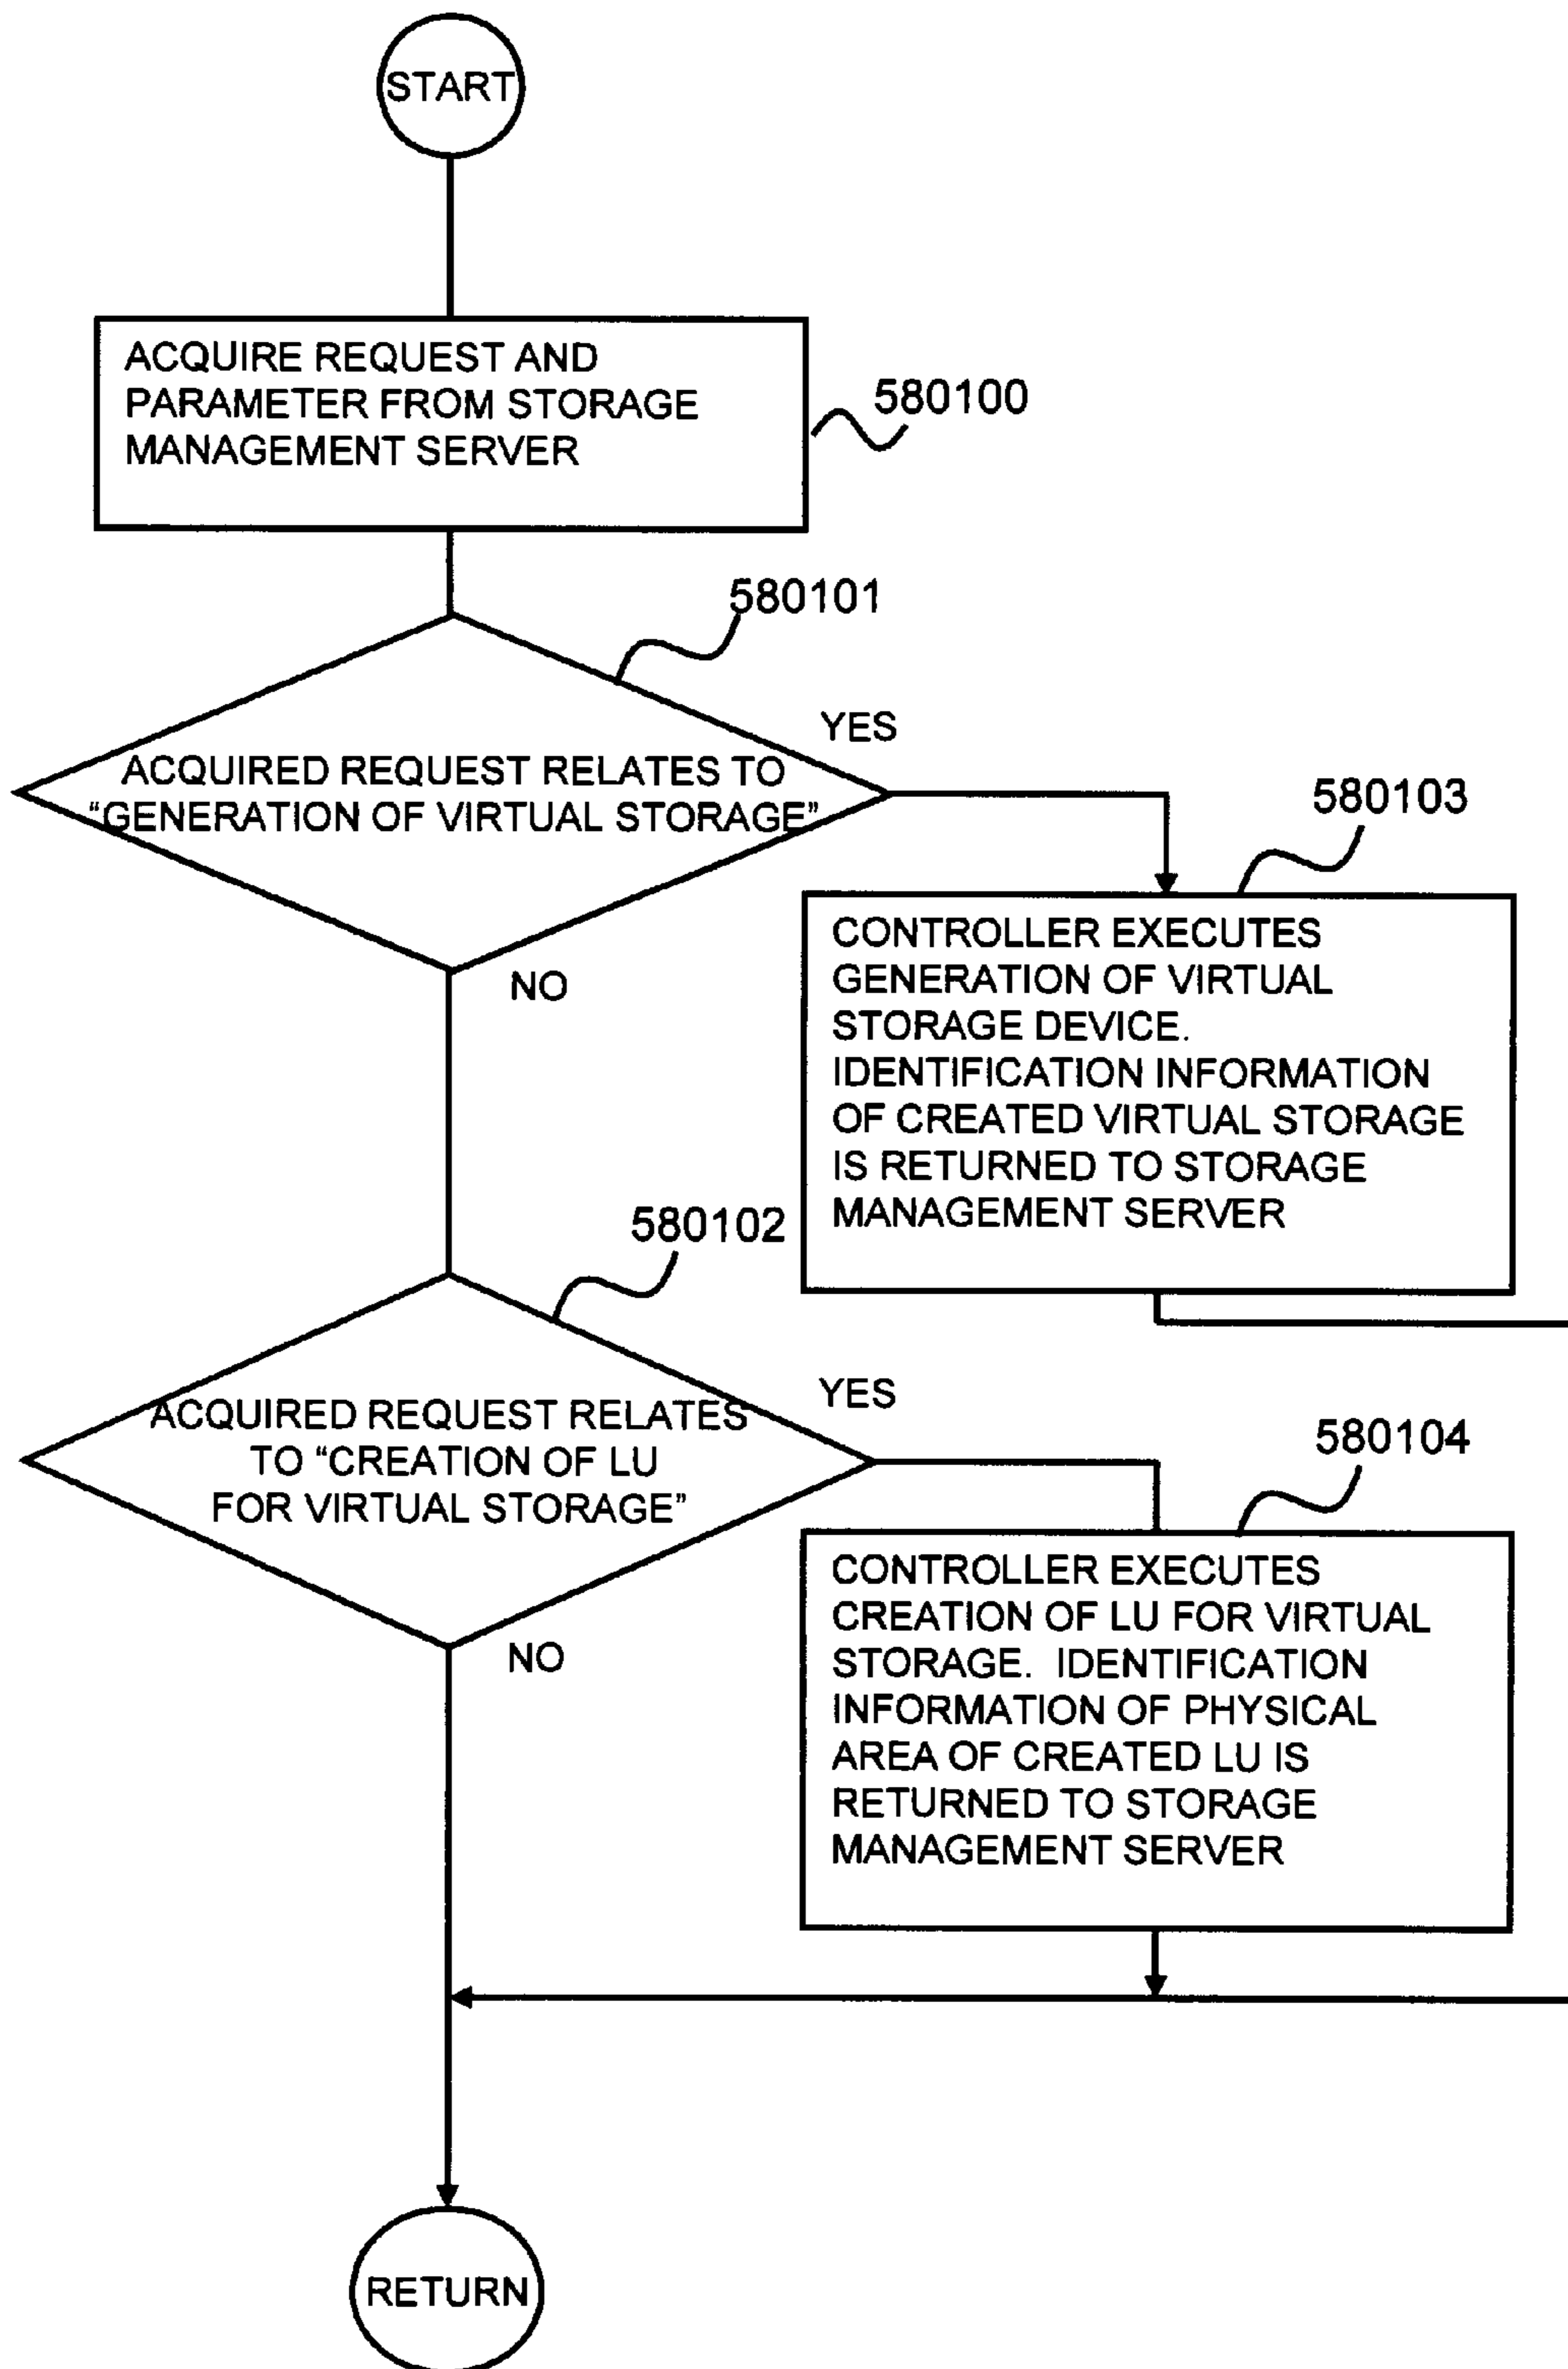 START
ACQUIRE REQUEST AND
PARAMETER FROM STORAGE
MANAGEMENT SERVER
580100
580101
ACQUIRED REQUEST RELATES TO
“GENERATION OF VIRTUAL STORAGE”
YES
NO
580103
CONTROLLER EXECUTES
GENERATION OF VIRTUAL
STORAGE DEVICE.
IDENTIFICATION INFORMATION
OF CREATED VIRTUAL STORAGE
IS RETURNED TO STORAGE
MANAGEMENT SERVER
580102
ACQUIRED REQUEST RELATES
TO “CREATION OF LU
FOR VIRTUAL STORAGE”
YES
NO
580104
CONTROLLER EXECUTES
CREATION OF LU FOR VIRTUAL
STORAGE. IDENTIFICATION
INFORMATION OF PHYSICAL
AREA OF CREATED LU IS
RETURNED TO STORAGE
MANAGEMENT SERVER
RETURN